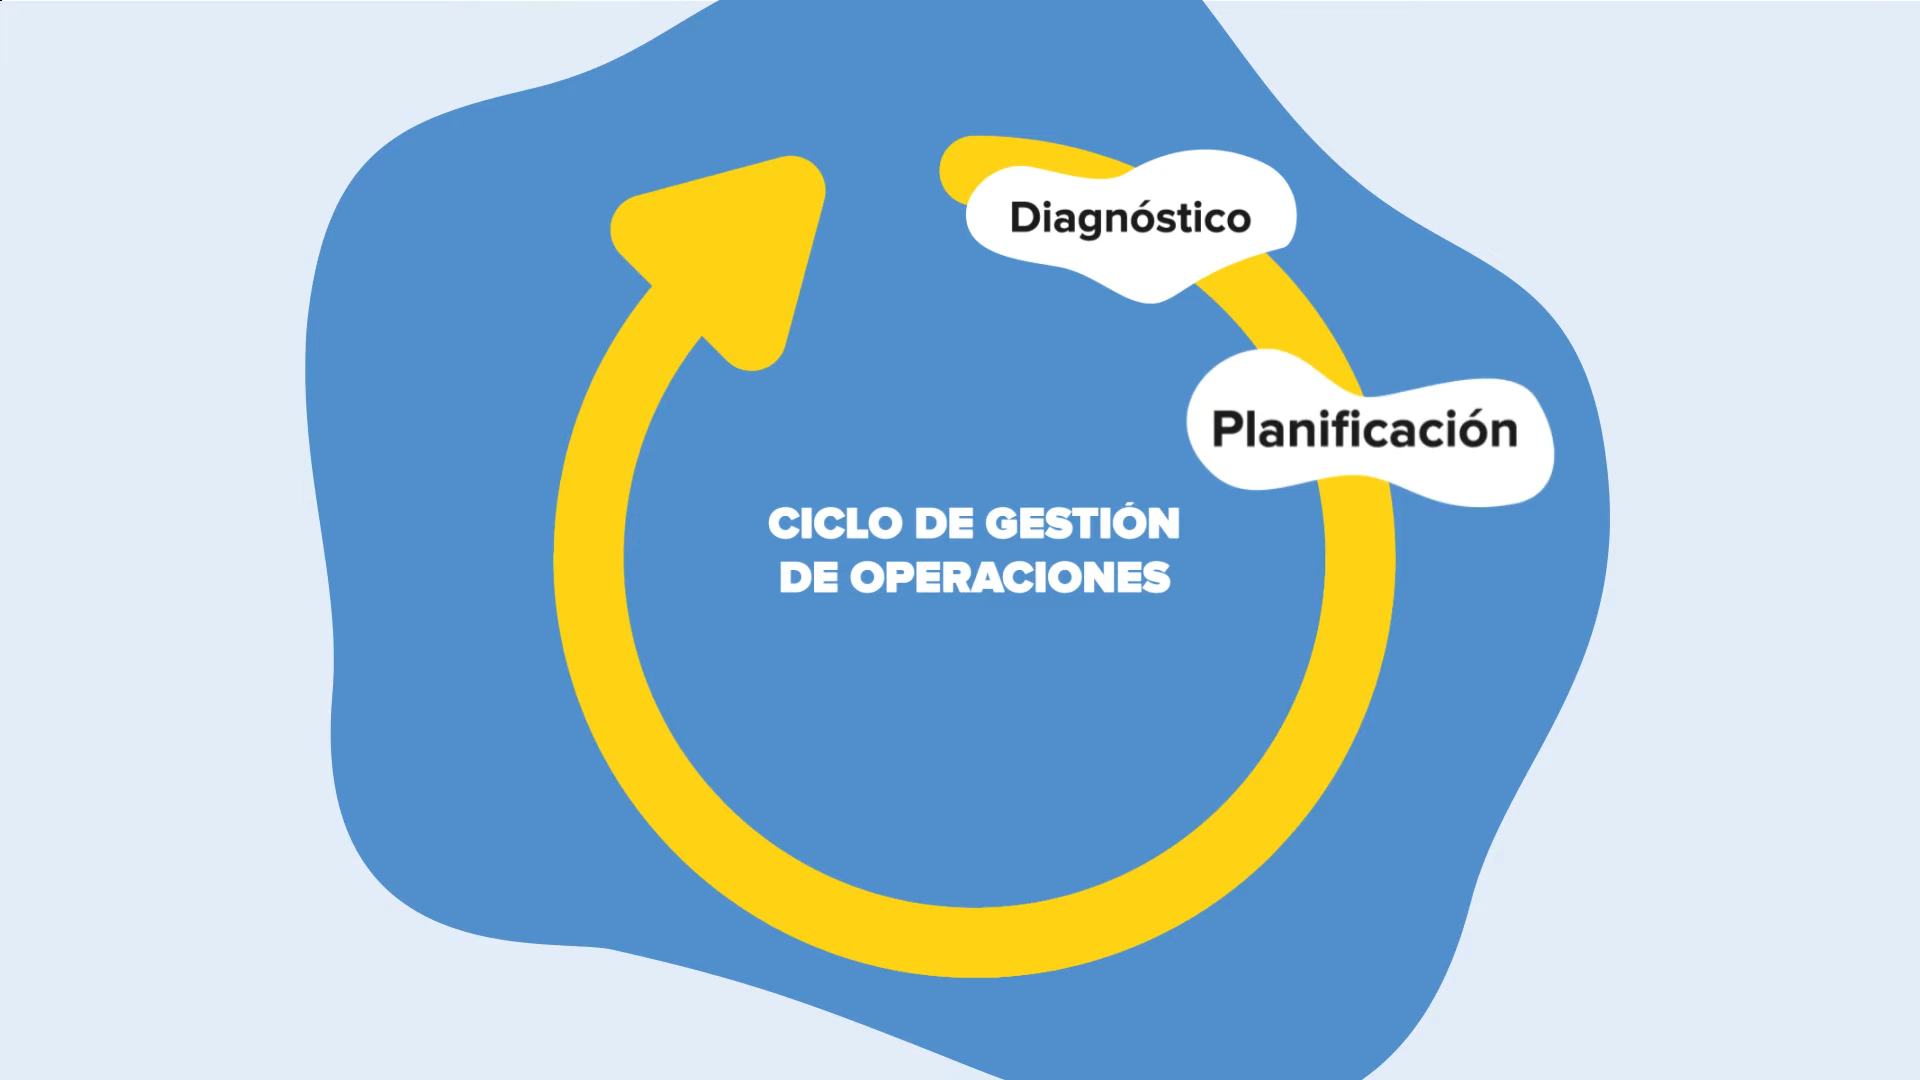 Diagnóstico
Planificación
CICLO DE GESTIÓN
DE OPERACIONES